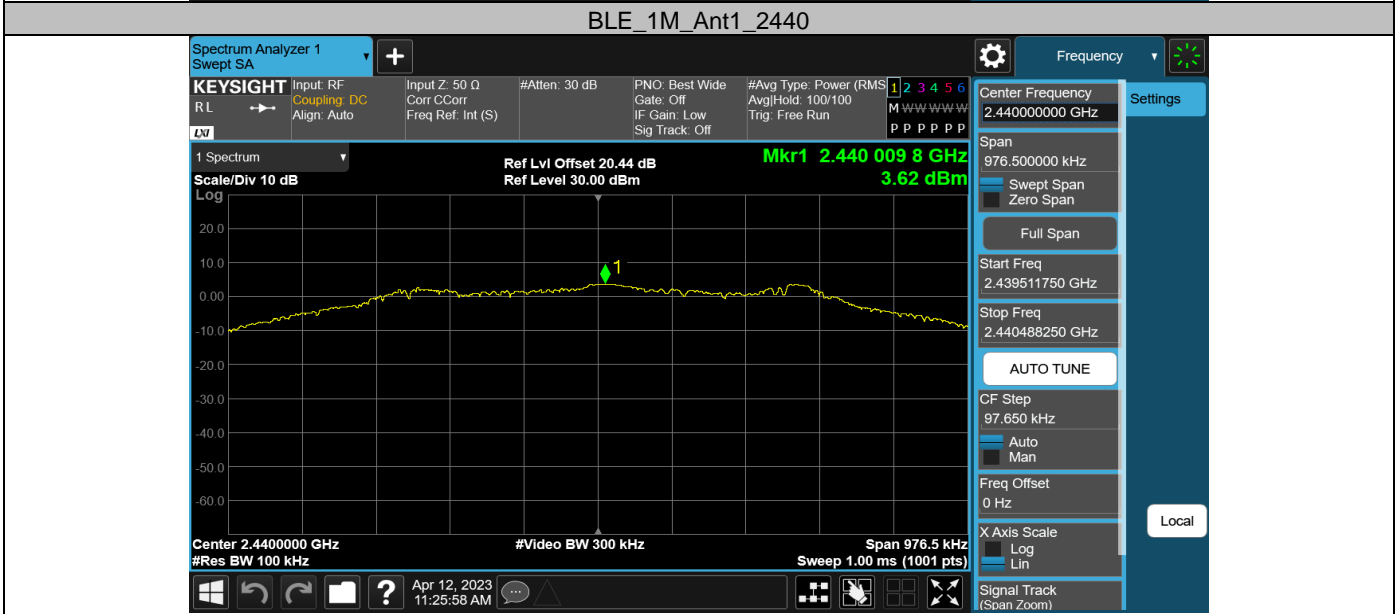 BLE_1M_Ant1_2440
Spectrum Analyzer 1
Swept SA
+
Frequency
KEYSIGHT
RL
LXI
Input: RF
Coupling: DC
Align: Auto
Input Z: 50 Ω
Corr CCorr
Freq Ref: Int (S)
#Atten: 30 dB
PNO: Best Wide
Gate: Off
IF Gain: Low
Sig Track: Off
#Avg Type: Power (RMS
Avg|Hold: 100/100
Trig: Free Run
1 2 3 4 5 6
M W W W W W
P P P P P P
1 Spectrum
Scale/Div 10 dB
Log
Ref Lvl Offset 20.44 dB
Ref Level 30.00 dBm
Mkr1 2.440 009 8 GHz
3.62 dBm
20.0
10.0
0.00
-10.0
-20.0
-30.0
-40.0
-50.0
-60.0
1
Center 2.4400000 GHz
#Res BW 100 kHz
#Video BW 300 kHz
Span 976.5 kHz
Sweep 1.00 ms (1001 pts)
Center Frequency
2.440000000 GHz
Settings
Span
976.500000 kHz
Swept Span
Zero Span
Full Span
Start Freq
2.439511750 GHz
Stop Freq
2.440488250 GHz
AUTO TUNE
CF Step
97.650 kHz
Auto
Man
Freq Offset
0 Hz
X Axis Scale
Log
Lin
Local
Signal Track
(Span Zoom)
?
Apr 12, 2023
11:25:58 AM